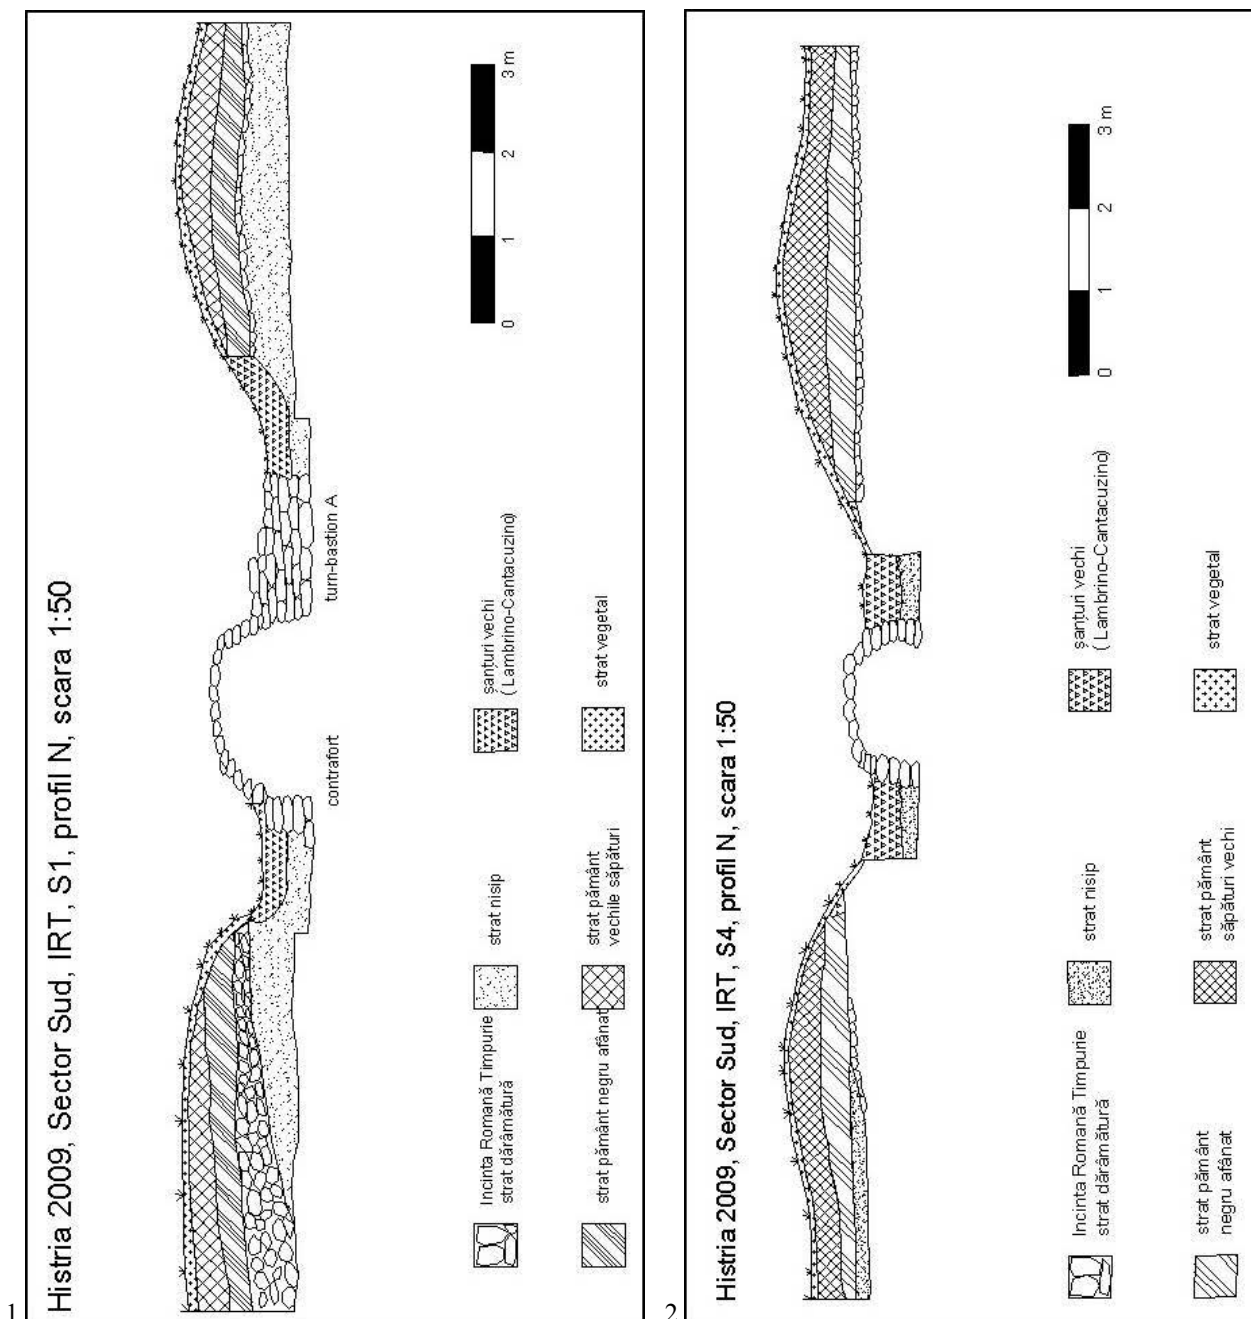 Histria 2009, Sector Sud, IRT, S1, profil N, scara 1:50
contrafort
turn-bastion A
0
1
2
3 m
Incinta Romană Timpurie
strat dărâmătură
strat nisip
șanțuri vechi
( Lambrino-Cantacuzino)
strat pământ negru afânat
strat pământ
vechile săpături
strat vegetal
1
Histria 2009, Sector Sud, IRT, S4, profil N, scara 1:50
0
1
2
3 m
Incinta Romană Timpurie
strat dărâmătură
strat nisip
șanțuri vechi
( Lambrino-Cantacuzino)
strat pământ
negru afânat
strat pământ
săpături vechi
strat vegetal
2